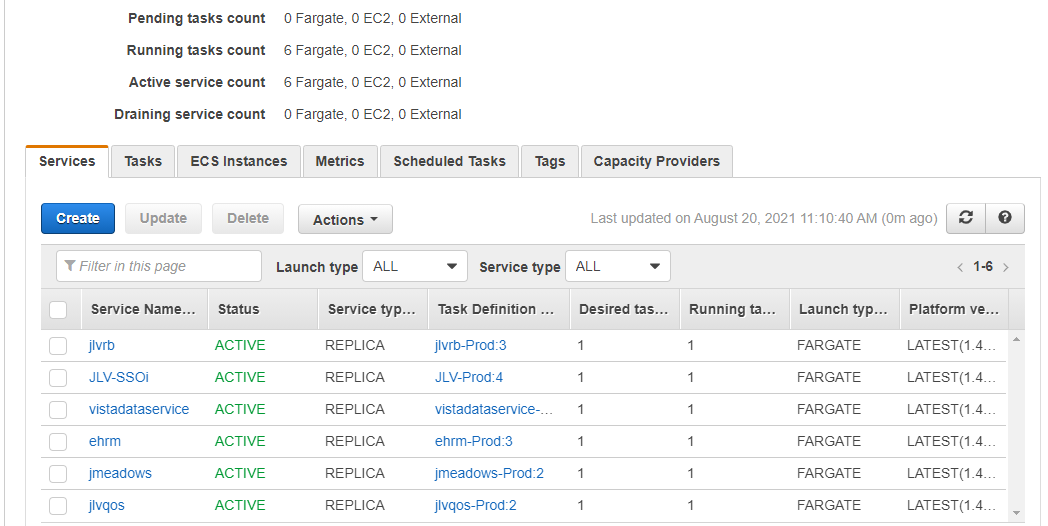 Pending tasks count 0 Fargate, 0 EC2, 0 External
Running tasks count 6 Fargate, 0 EC2, 0 External
Active service count 6 Fargate, 0 EC2, 0 External
Draining service count 0 Fargate, 0 EC2, 0 External
Services Tasks ECS Instances Metrics Scheduled Tasks Tags Capacity Providers
Create Update Delete Actions Last updated on August 20, 2021 11:10:40 AM (0m ago)
Filter in this page Launch type ALL Service type ALL 1-6
Service Name... Status Service typ... Task Definition ... Desired tas... Running ta... Launch typ... Platform ve...
jlvrb ACTIVE REPLICA jlvrb-Prod:3 1 1 FARGATE LATEST(1.4...
JLV-SSOi ACTIVE REPLICA JLV-Prod:4 1 1 FARGATE LATEST(1.4...
vistadataservice ACTIVE REPLICA vistadataservice-... 1 1 FARGATE LATEST(1.4...
ehrm ACTIVE REPLICA ehrm-Prod:3 1 1 FARGATE LATEST(1.4...
jmeadows ACTIVE REPLICA jmeadows-Prod:2 1 1 FARGATE LATEST(1.4...
jlvqos ACTIVE REPLICA jlvqos-Prod:2 1 1 FARGATE LATEST(1.4...